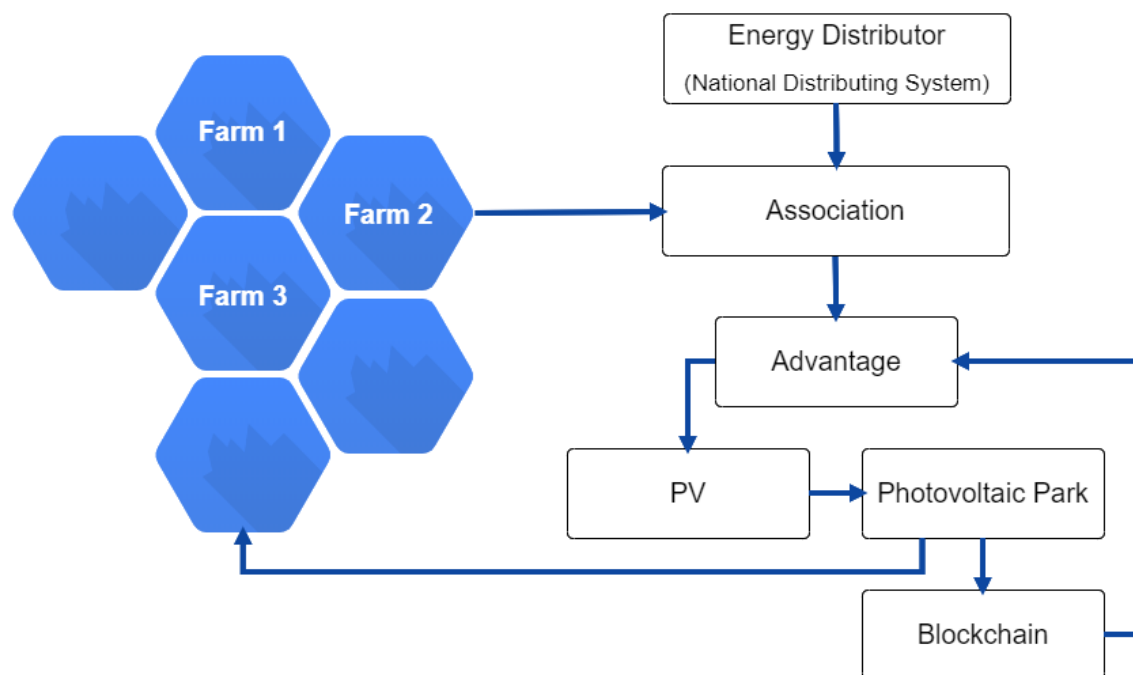 Farm 1
Farm 2
Farm 3
Energy Distributor
(National Distributing System)
Association
Advantage
PV
Photovoltaic Park
Blockchain